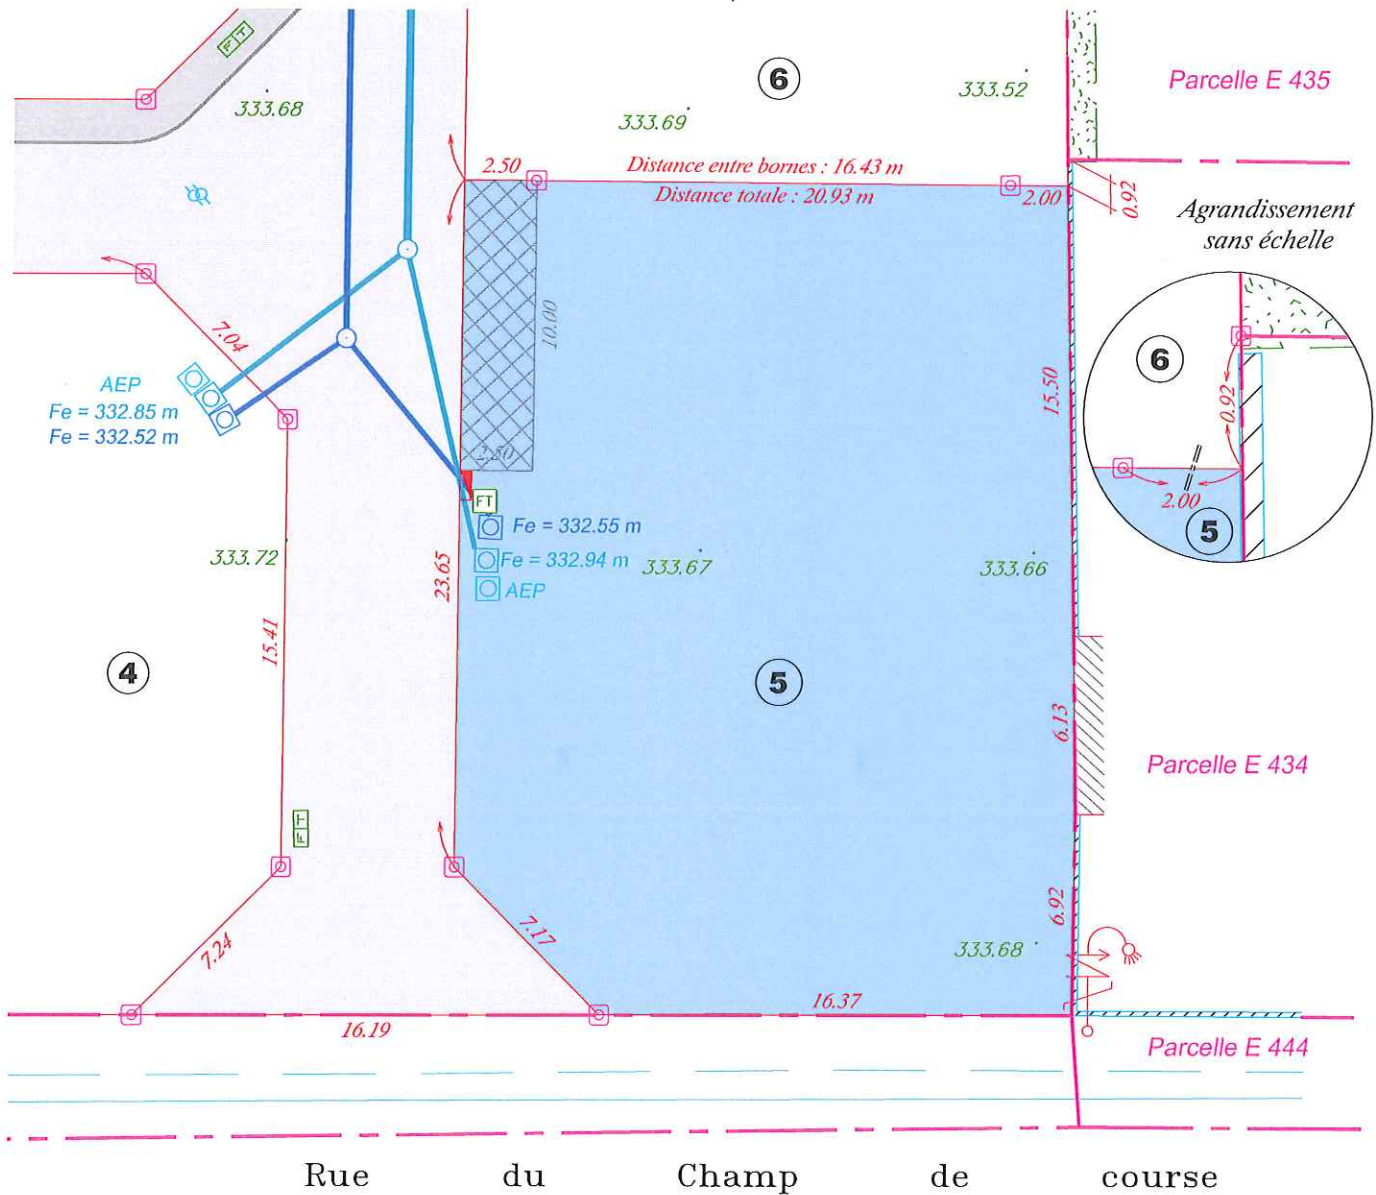 FT
6
333.52
Parcelle E 435
333.68
333.69
2.50
Distance entre bornes : 16.43 m
Distance totale : 20.93 m
2.00
0.92
Agrandissement
sans échelle
10.00
7.04
6
0.92
2.00
5
15.50
AEP
Fe = 332.85 m
Fe = 332.52 m
2.50
FT
Fe = 332.55 m
Fe = 332.94 m
AEP
333.72
23.65
333.67
333.66
15.41
4
5
6.13
Parcelle E 434
FT
6.92
7.24
7.17
333.68
16.37
16.19
Parcelle E 444
Rue du Champ de course